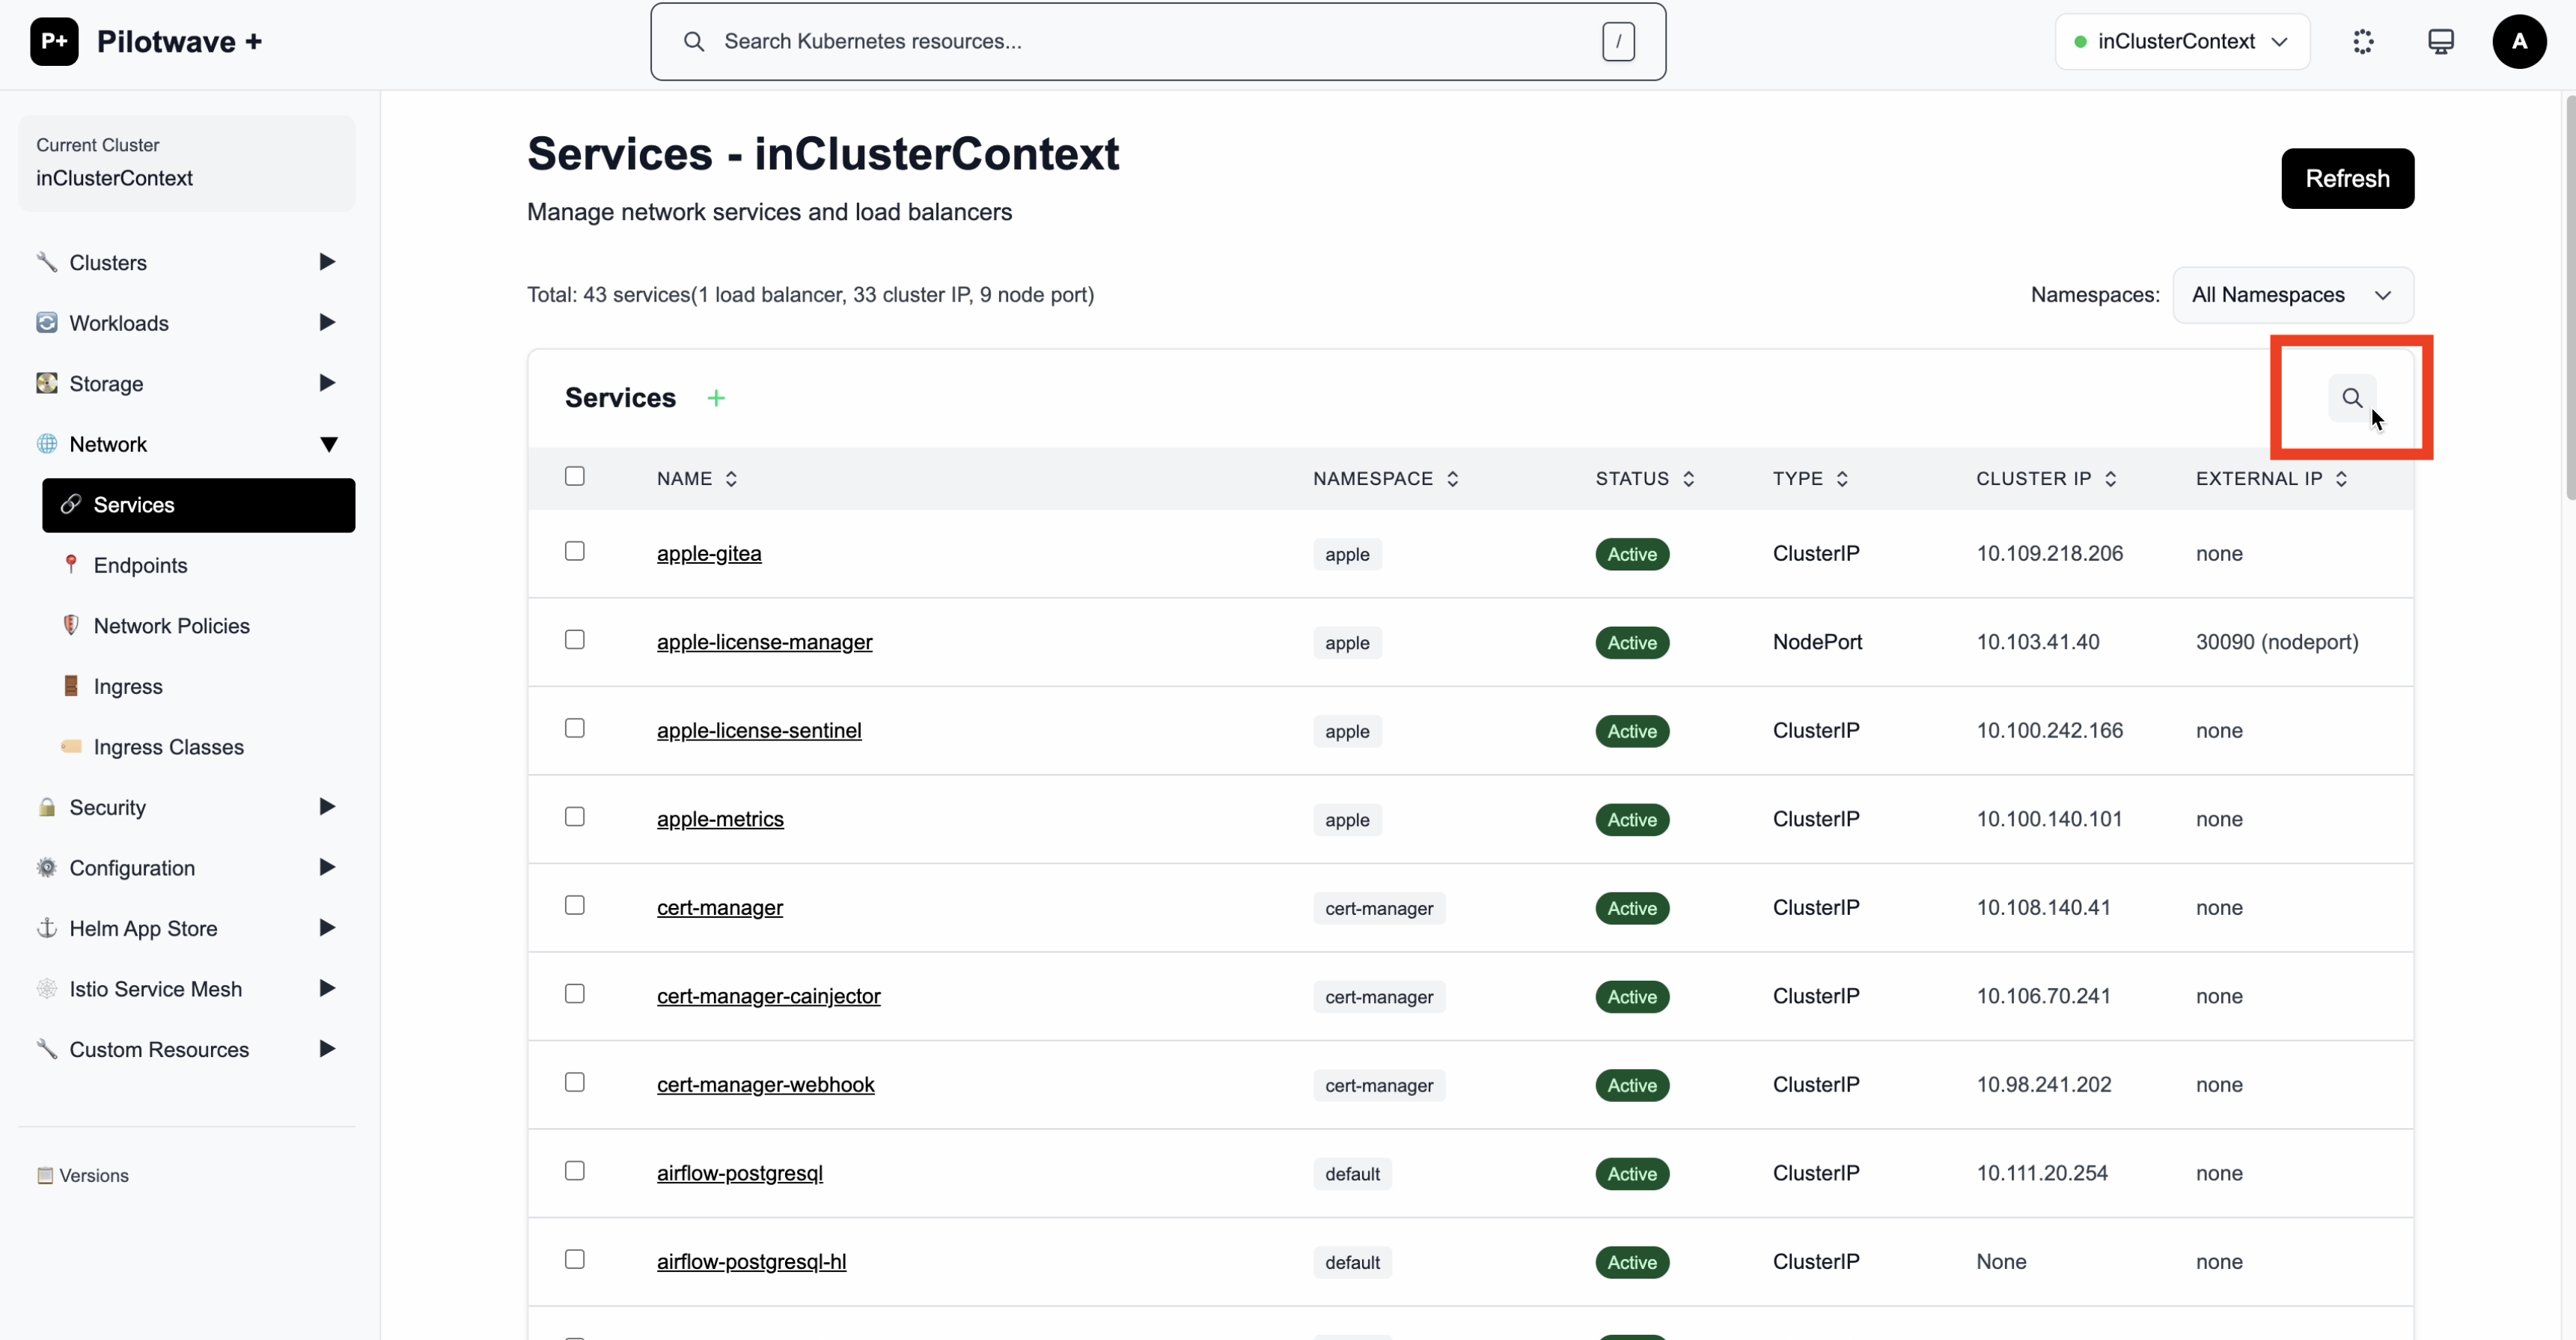 P+ Pilotwave +
Search Kubernetes resources...
/
inClusterContext
A
Current Cluster
inClusterContext
Clusters
Workloads
Storage
Network
Services
Endpoints
Network Policies
Ingress
Ingress Classes
Security
Configuration
Helm App Store
Istio Service Mesh
Custom Resources
Versions
Services - inClusterContext
Manage network services and load balancers
Refresh
Total: 43 services(1 load balancer, 33 cluster IP, 9 node port)
Namespaces: All Namespaces
Services +
NAME NAMESPACE STATUS TYPE CLUSTER IP EXTERNAL IP
apple-gitea apple Active ClusterIP 10.109.218.206 none
apple-license-manager apple Active NodePort 10.103.41.40 30090 (nodeport)
apple-license-sentinel apple Active ClusterIP 10.100.242.166 none
apple-metrics apple Active ClusterIP 10.100.140.101 none
cert-manager cert-manager Active ClusterIP 10.108.140.41 none
cert-manager-cainjector cert-manager Active ClusterIP 10.106.70.241 none
cert-manager-webhook cert-manager Active ClusterIP 10.98.241.202 none
airflow-postgresql default Active ClusterIP 10.111.20.254 none
airflow-postgresql-hl default Active ClusterIP None none